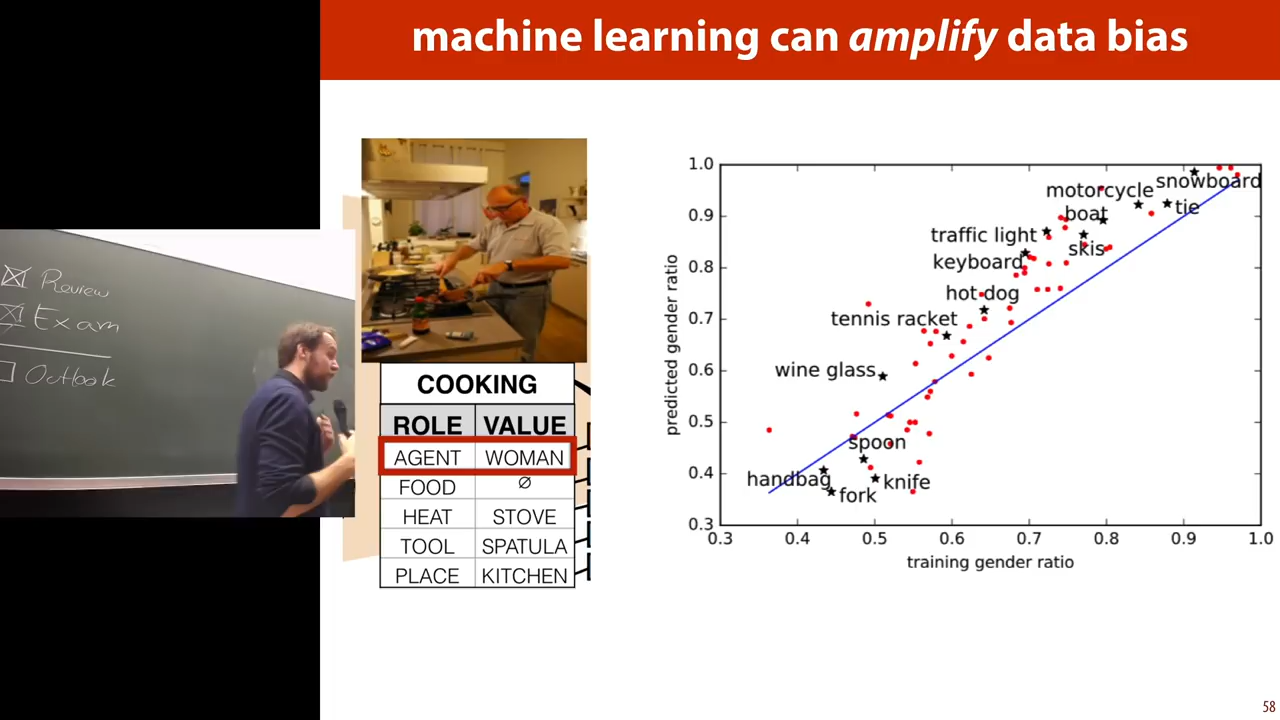 machine learning can amplify data bias
Review
Exam
Outlook
COOKING
ROLE VALUE
AGENT WOMAN
FOOD ∅
HEAT STOVE
TOOL SPATULA
PLACE KITCHEN
predicted gender ratio
1.0
0.9
0.8
0.7
0.6
0.5
0.4
0.3
snowboard
motorcycle
tie
boat
traffic light
skis
keyboard
hot dog
tennis racket
wine glass
spoon
handbag
knife
fork
0.3 0.4 0.5 0.6 0.7 0.8 0.9 1.0
training gender ratio
58